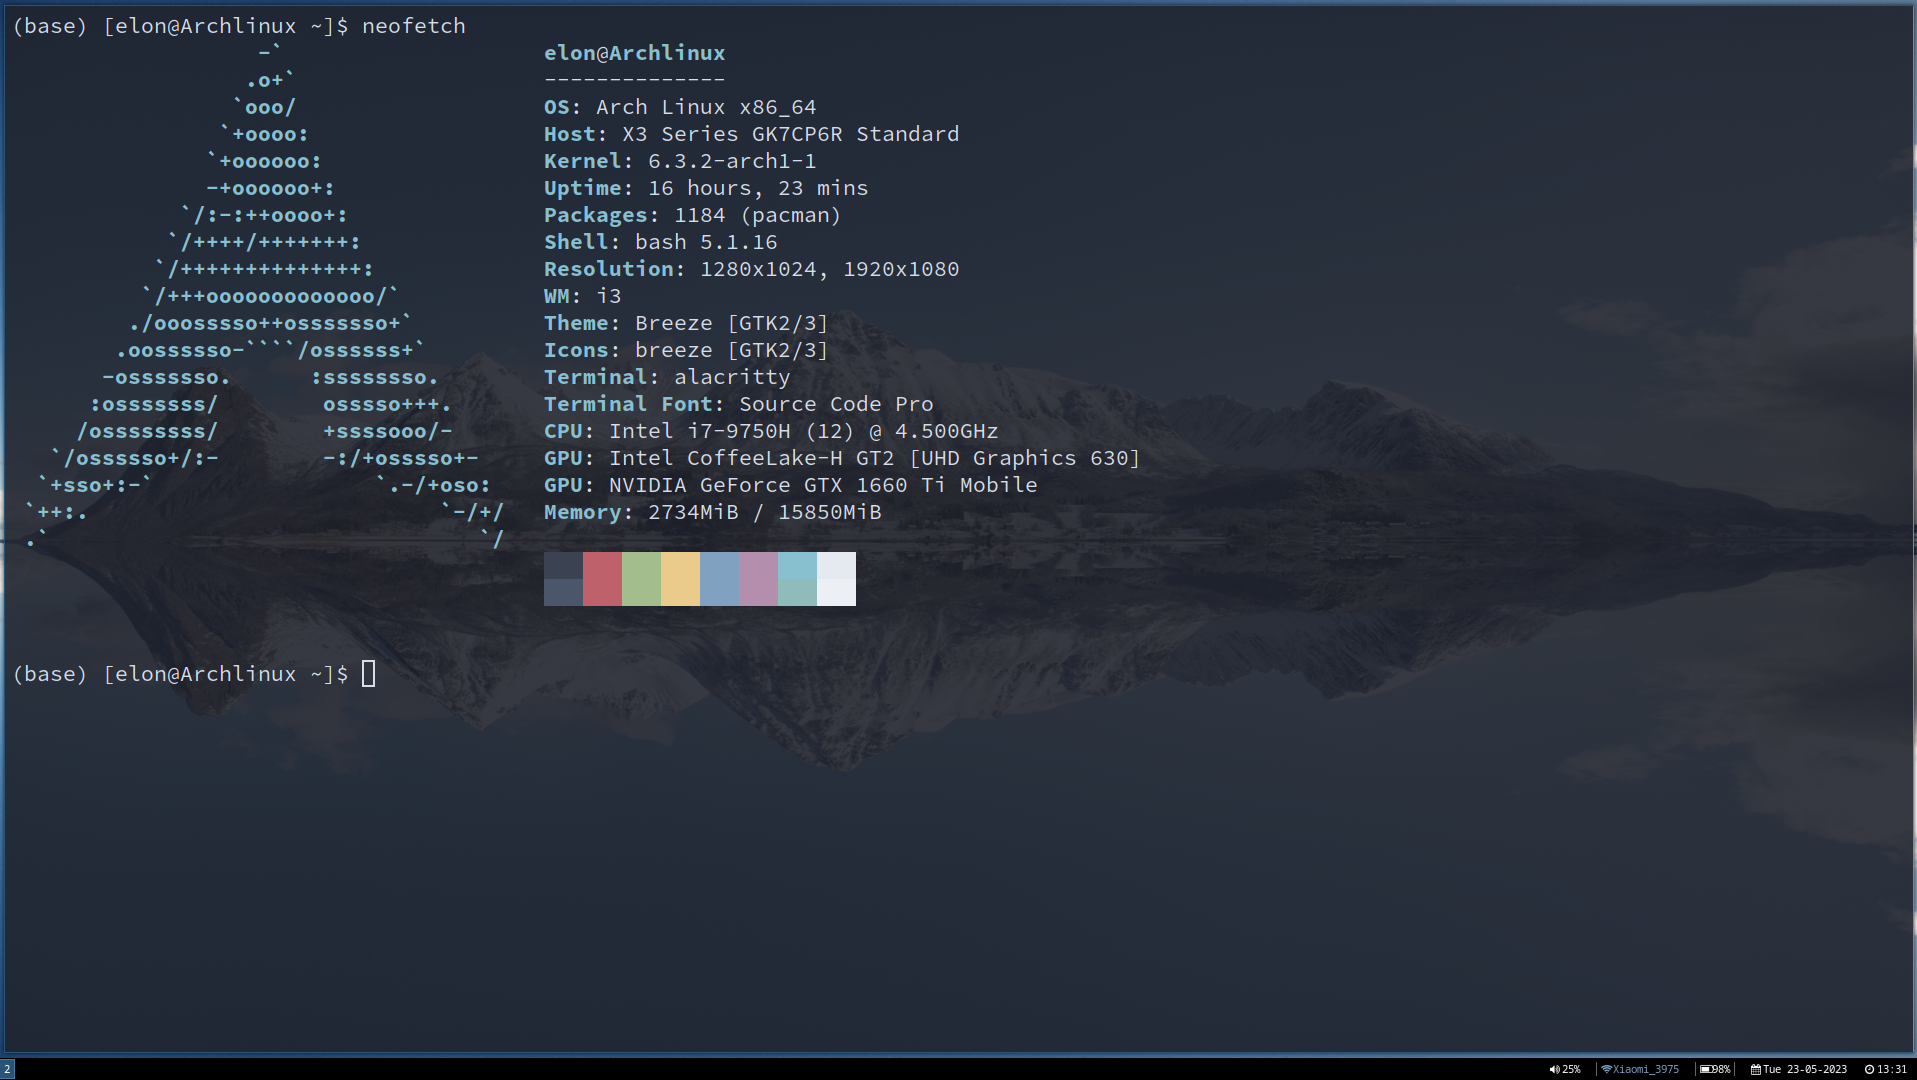 (base) [elon@Archlinux ~]$ neofetch
                   -`                    elon@Archlinux
                  .o+`                   --------------
                 `ooo/                   OS: Arch Linux x86_64
                `+oooo:                  Host: X3 Series GK7CP6R Standard
               `+oooooo:                 Kernel: 6.3.2-arch1-1
               -+oooooo+:                Uptime: 16 hours, 23 mins
             `/:-:++oooo+:               Packages: 1184 (pacman)
            `/++++/+++++++:              Shell: bash 5.1.16
           `/++++++++++++++:             Resolution: 1280x1024, 1920x1080
          `/+++ooooooooooooo/`           WM: i3
         ./ooosssso++osssssso+`          Theme: Breeze [GTK2/3]
        .oossssso-````/ossssss+`         Icons: breeze [GTK2/3]
       -osssssso.      :ssssssso.        Terminal: alacritty
      :osssssss/        osssso+++.       Terminal Font: Source Code Pro
     /ossssssss/        +ssssooo/-       CPU: Intel i7-9750H (12) @ 4.500GHz
   `/ossssso+/:-        -:/+osssso+-     GPU: Intel CoffeeLake-H GT2 [UHD Graphics 630]
  `+sso+:-`                 `.-/+oso:    GPU: NVIDIA GeForce GTX 1660 Ti Mobile
 `++:.                           `-/+/   Memory: 2734MiB / 15850MiB
 .`                                 `/
(base) [elon@Archlinux ~]$
2 25% Xiaomi_3975 98% Tue 23-05-2023 13:31